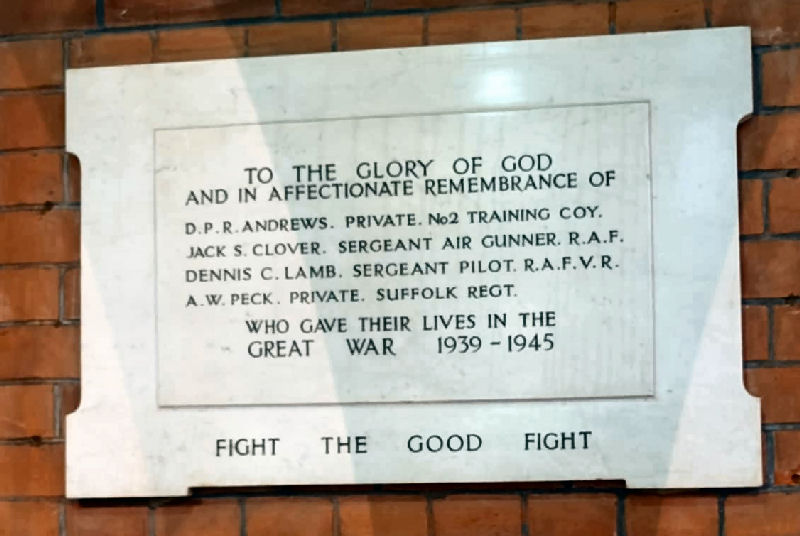 TO THE GLORY OF GOD
AND IN AFFECTIONATE REMEMBRANCE OF
D.P.R. ANDREWS. PRIVATE. No2 TRAINING COY.
JACK S. CLOVER. SERGEANT AIR GUNNER. R.A.F.
DENNIS C. LAMB. SERGEANT PILOT. R.A.F.V.R.
A.W. PECK. PRIVATE. SUFFOLK REGT.
WHO GAVE THEIR LIVES IN THE
GREAT WAR 1939-1945
FIGHT THE GOOD FIGHT